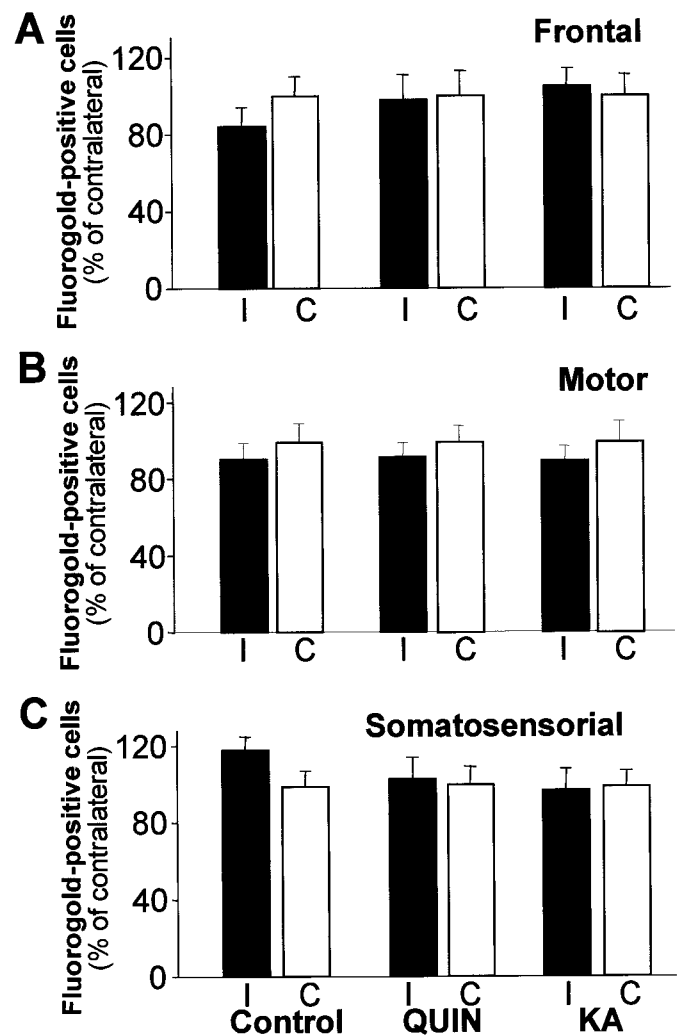 A
Frontal
Fluorogold-positive cells
(% of contralateral)
120
80
40
0
I C I C I C
B
Motor
Fluorogold-positive cells
(% of contralateral)
120
80
40
0
I C I C I C
C
Somatosensorial
Fluorogold-positive cells
(% of contralateral)
120
80
40
0
I C I C I C
Control QUIN KA